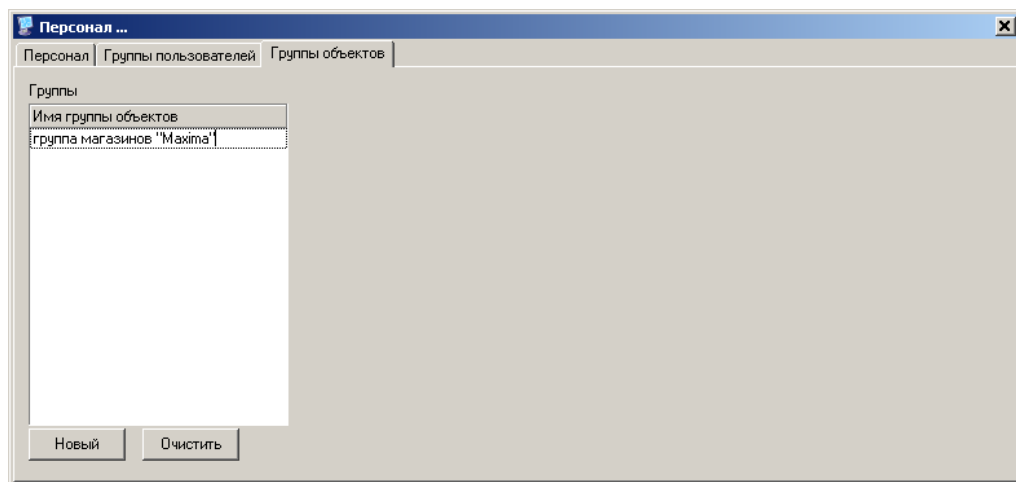 Персонал ...
Персонал Группы пользователей Группы объектов
Группы
Имя группы объектов
группа магазинов "Maxima"
Новый Очистить